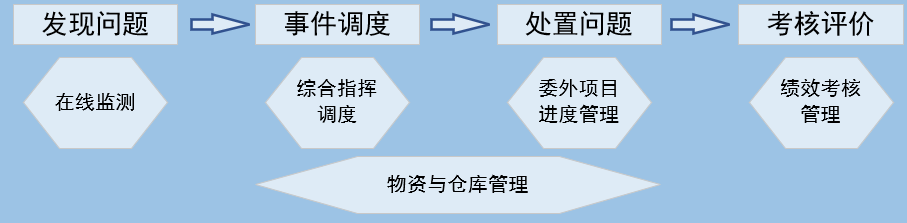 发现问题
事件调度
处置问题
考核评价
在线监测
综合指挥
调度
委外项目
进度管理
绩效考核
管理
物资与仓库管理